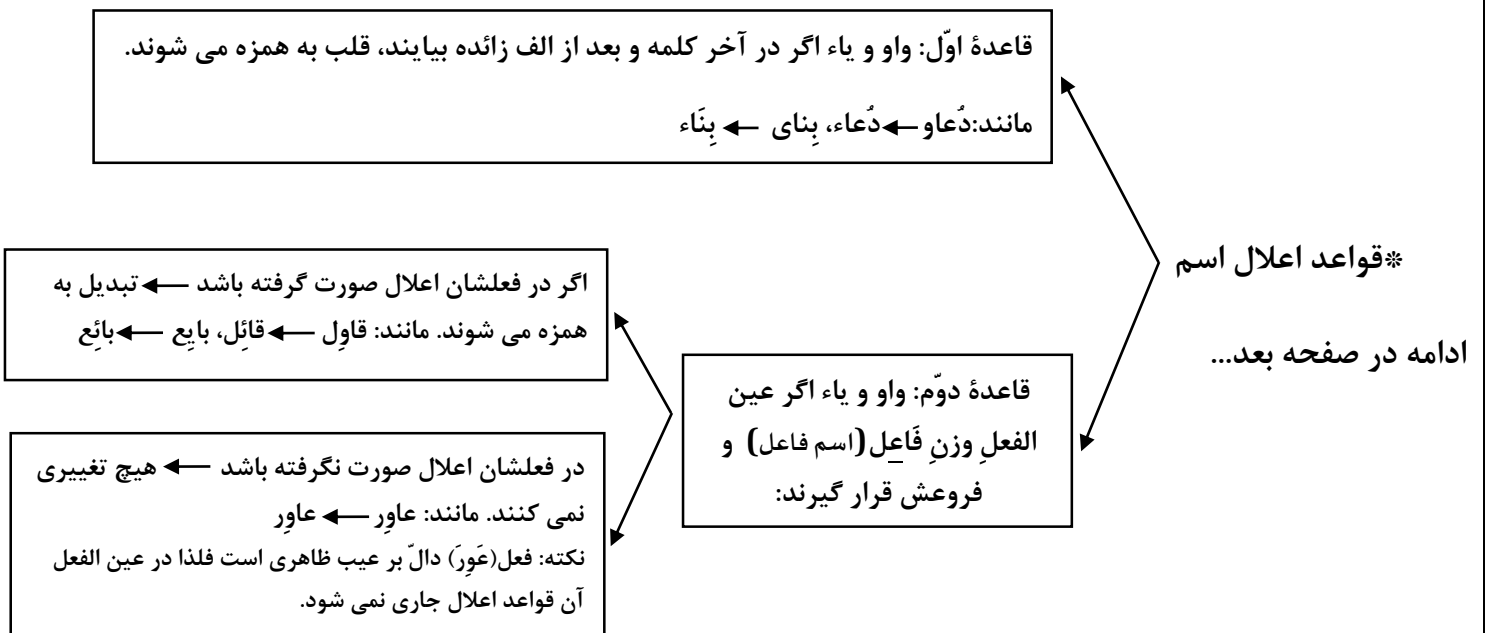 *قواعد اعلال اسم
ادامه در صفحه بعد...
قاعدۀ اوّل: واو و یاء اگر در آخر کلمه و بعد از الف زائده بیایند، قلب به همزه می شوند.
مانند:دُعاو ← دُعاء، بِنای ← بِنَاء
قاعدۀ دوّم: واو و یاء اگر عین
الفعلِ وزنِ فَاعِل(اسم فاعل) و
فروعش قرار گیرند:
اگر در فعلشان اعلال صورت گرفته باشد ← تبدیل به
همزه می شوند. مانند: قاوِل ← قائِل، بایِع ← بائِع
در فعلشان اعلال صورت نگرفته باشد ← هیچ تغییری
نمی کنند. مانند: عاوِر ← عاوِر
نکته: فعل(عَوِرَ) دالّ بر عیب ظاهری است فلذا در عین الفعل
آن قواعد اعلال جاری نمی شود.